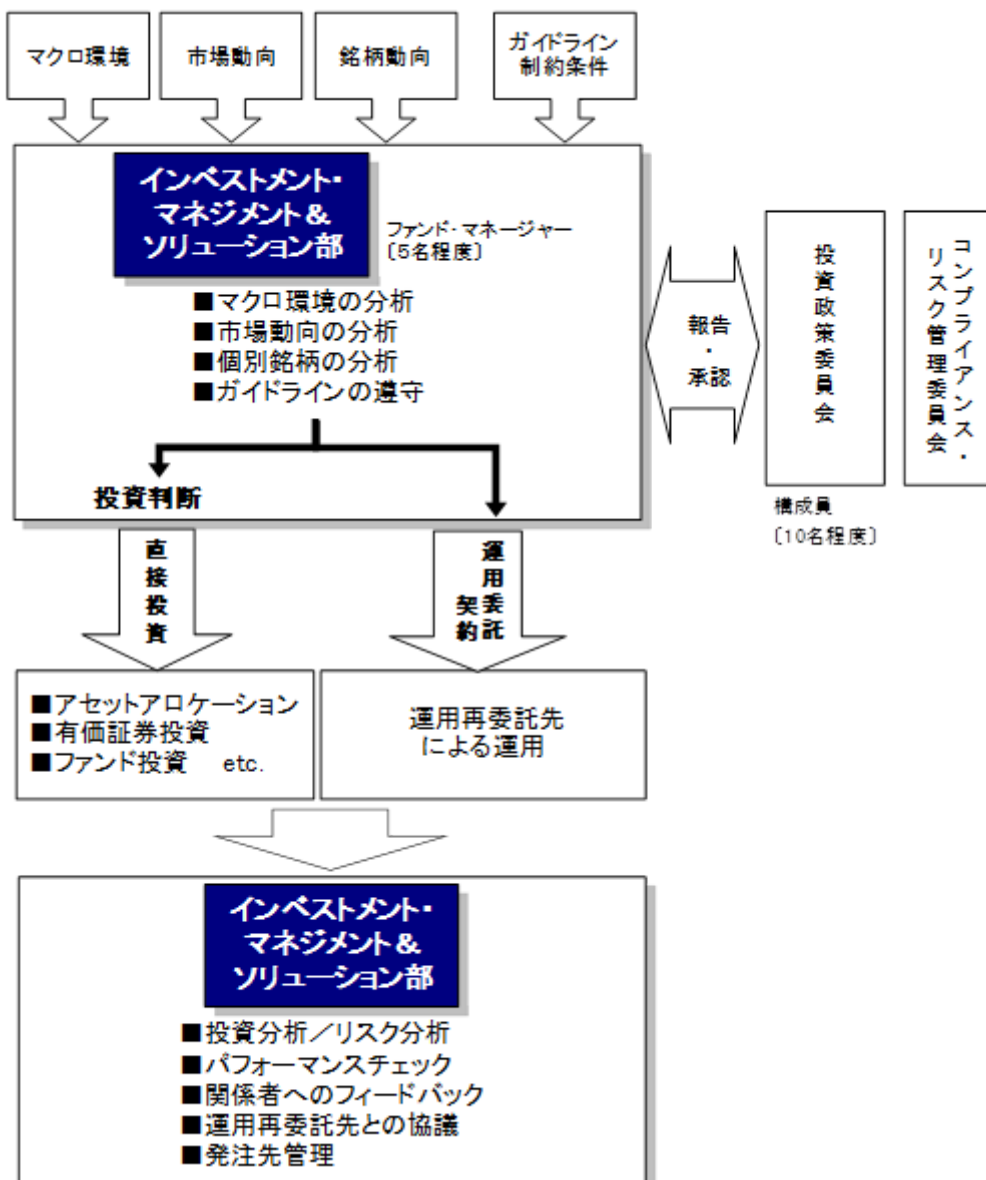 マクロ環境
市場動向
銘柄動向
ガイドライン
制約条件
インベストメント・
マネジメント&
ソリューション部
ファンド・マネージャー
〔5名程度〕
■マクロ環境の分析
■市場動向の分析
■個別銘柄の分析
■ガイドラインの遵守
投資判断
報告
・
承認
投資政策委員会
コンプライアンス・
リスク管理委員会
構成員
〔10名程度〕
直接投資
運用委託
契約
■アセットアロケーション
■有価証券投資
■ファンド投資 etc.
運用再委託先
による運用
インベストメント・
マネジメント&
ソリューション部
■投資分析/リスク分析
■パフォーマンスチェック
■関係者へのフィードバック
■運用再委託先との協議
■発注先管理